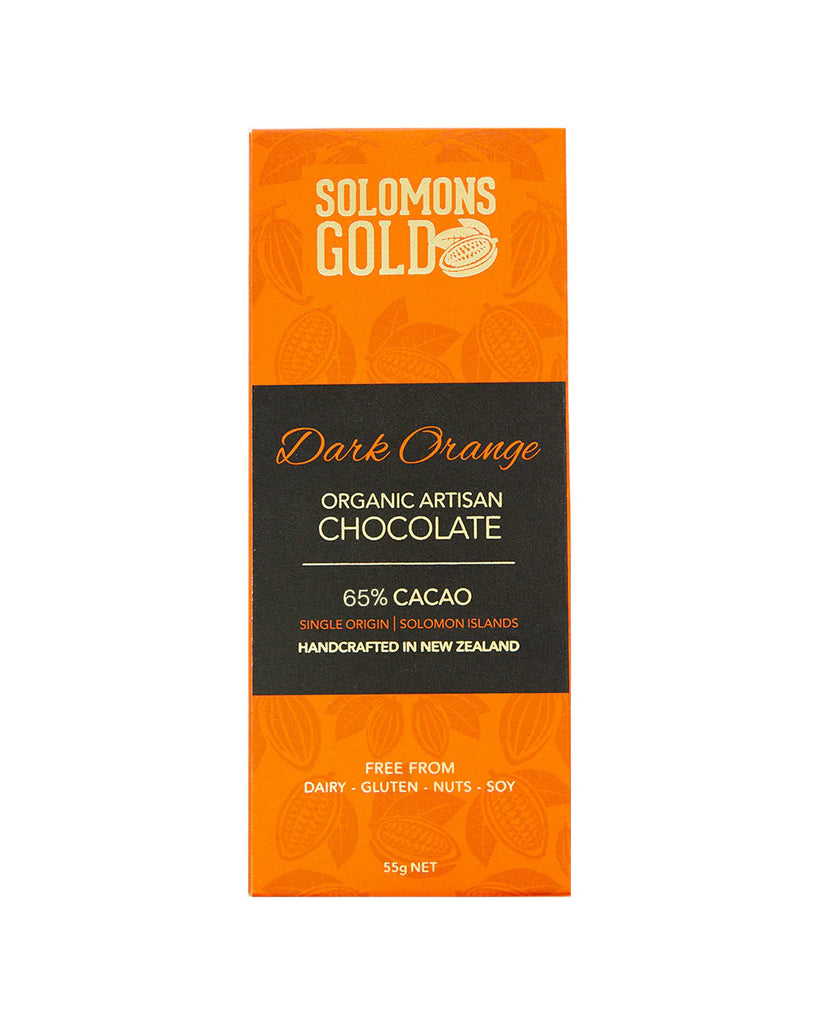 SOLOMONS
GOLD
Dark Orange
ORGANIC ARTISAN
CHOCOLATE
65% CACAO
SINGLE ORIGIN | SOLOMON ISLANDS
HANDCRAFTED IN NEW ZEALAND
FREE FROM
DAIRY - GLUTEN - NUTS - SOY
55g NET